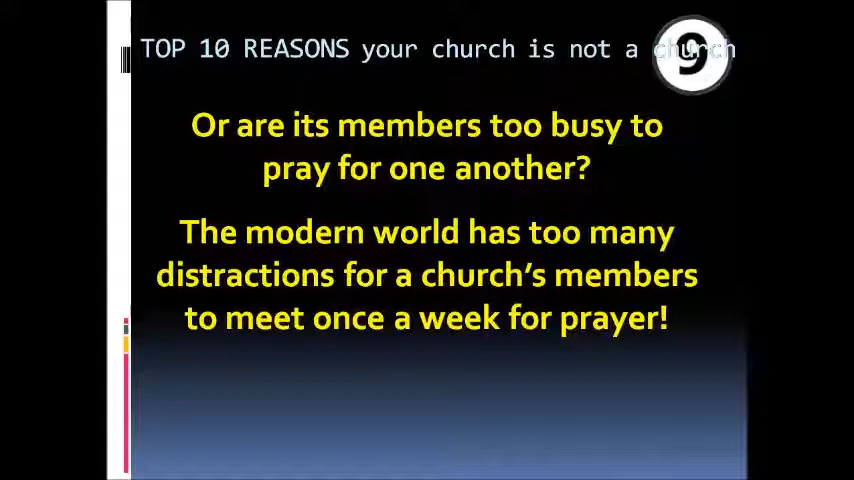 TOP 10 REASONS your church is not a church
9
Or are its members too busy to
pray for one another?
The modern world has too many
distractions for a church’s members
to meet once a week for prayer!